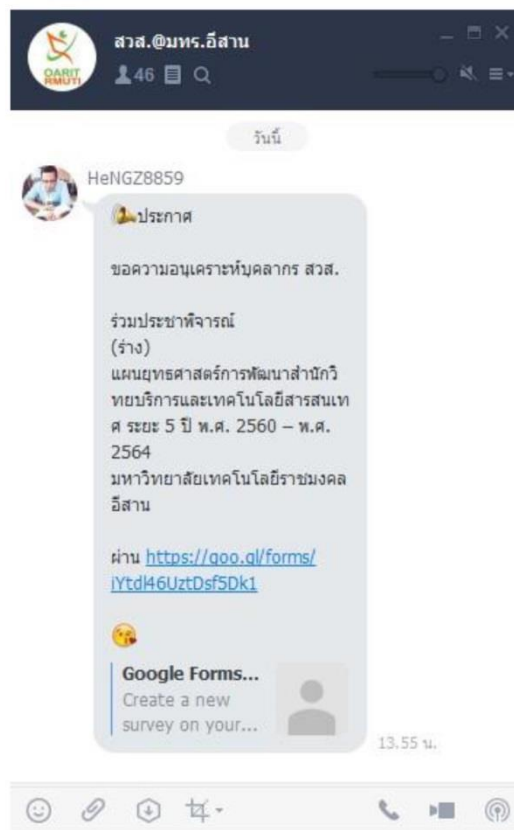 สวส.@มทร.อีสาน
OARIT
RMUTI
46
วันนี้
HeNGZ8859
ประกาศ
ขอความอนุเคราะห์บุคลากร สวส.
ร่วมประชาพิจารณ์
(ร่าง)
แผนยุทธศาสตร์การพัฒนาสำนักวิ
ทยบริการและเทคโนโลยีสารสนเท
ศ ระยะ 5 ปี พ.ศ. 2560 – พ.ศ.
2564
มหาวิทยาลัยเทคโนโลยีราชมงคล
อีสาน
ผ่าน https://goo.gl/forms/
iYtdl46UztDsf5Dk1
Google Forms...
Create a new
survey on your...
13.55 น.